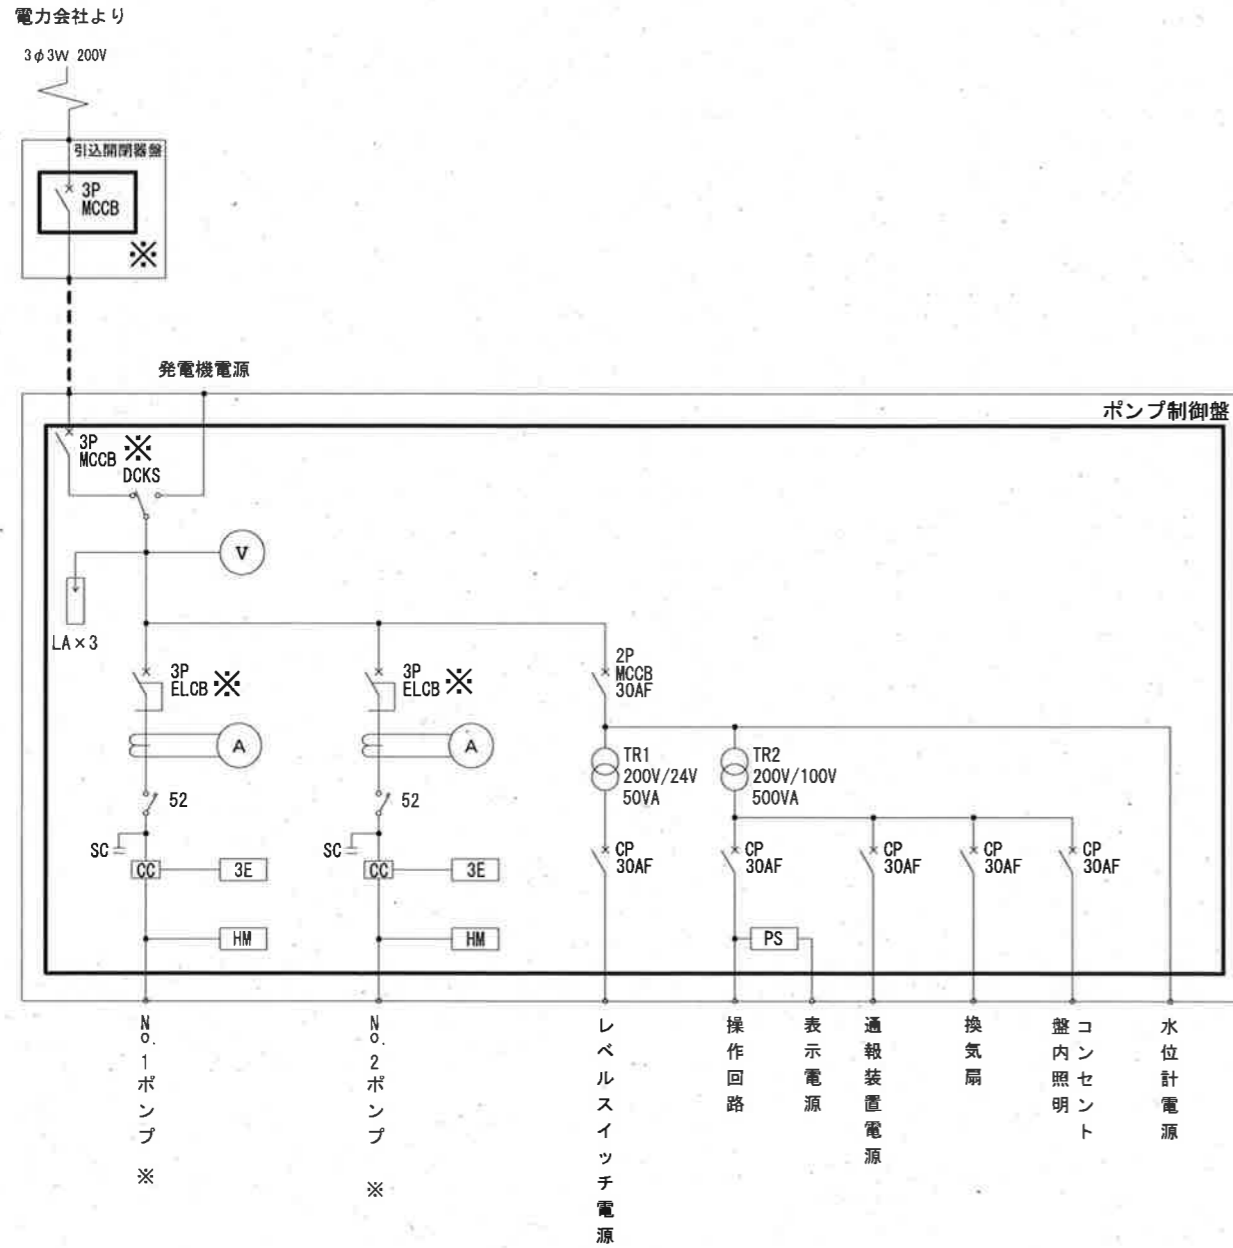 電力会社より
3φ3W 200V
引込開閉器盤
3P
MCCB
※
発電機電源
ポンプ制御盤
3P
MCCB
※
DCKS
V
LA×3
3P
ELCB
※
3P
ELCB
※
2P
MCCB
30AF
A
A
TR1
200V/24V
50VA
TR2
200V/100V
500VA
52
52
SC
SC
CP
30AF
CP
30AF
CP
30AF
CP
30AF
CP
30AF
CC
3E
CC
3E
HM
HM
PS
No.1ポンプ ※
No.2ポンプ ※
レベルスイッチ電源
操作回路
表示電源
通報装置電源
換気扇
コンセント
盤内照明
水位計電源